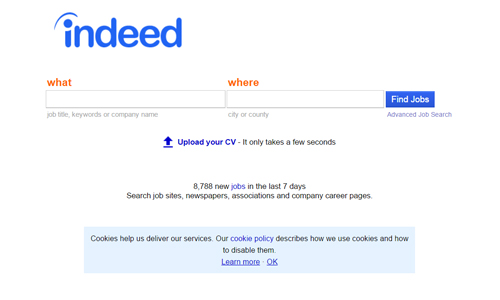 indeed
what
where
Find Jobs
job title, keywords or company name
city or county
Advanced Job Search
Upload your CV - It only takes a few seconds
8,788 new jobs in the last 7 days
Search job sites, newspapers, associations and company career pages.
Cookies help us deliver our services. Our cookie policy describes how we use cookies and how
to disable them.
Learn more · OK